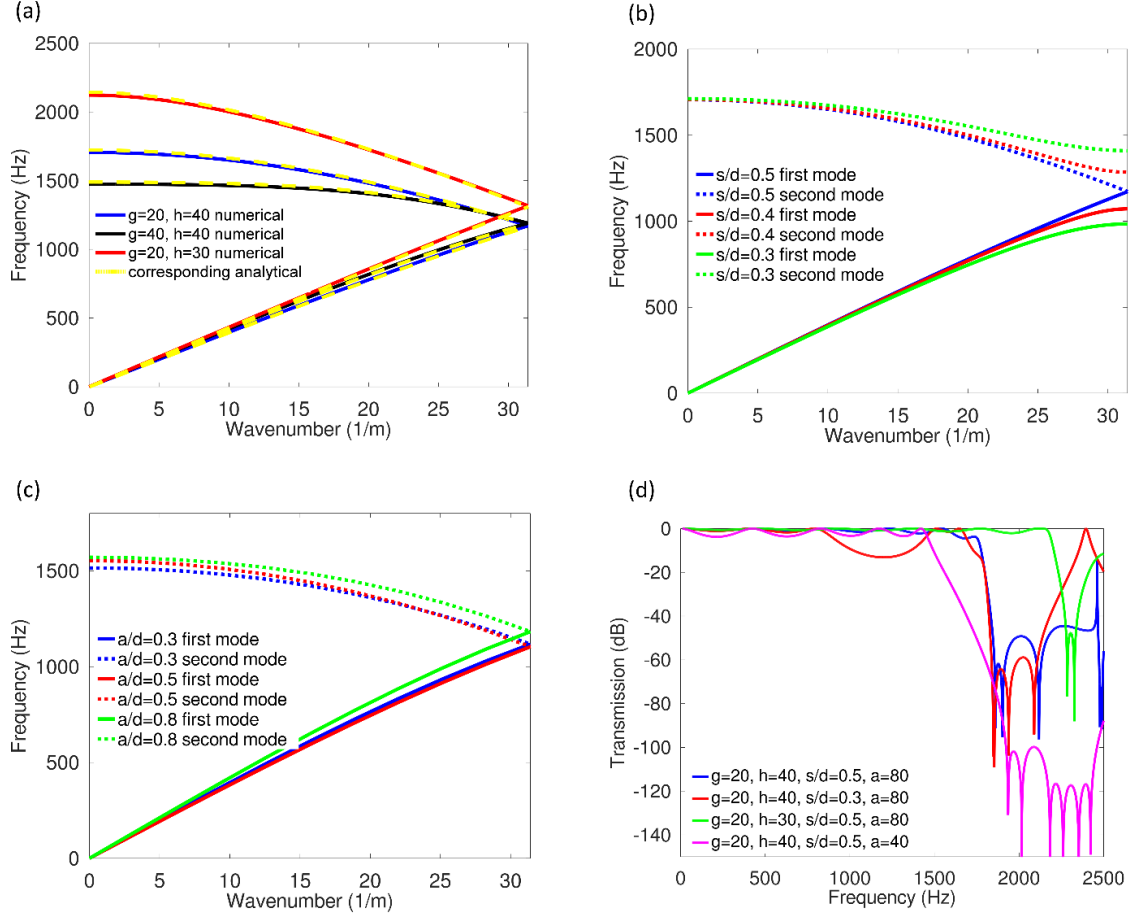 (a)
2500
2000
1500
1000
500
0
Frequency (Hz)
g=20, h=40 numerical
g=40, h=40 numerical
g=20, h=30 numerical
corresponding analytical
0 5 10 15 20 25 30
Wavenumber (1/m)
(b)
2000
1500
1000
500
0
Frequency (Hz)
s/d=0.5 first mode
s/d=0.5 second mode
s/d=0.4 first mode
s/d=0.4 second mode
s/d=0.3 first mode
s/d=0.3 second mode
0 5 10 15 20 25 30
Wavenumber (1/m)
(c)
1500
1000
500
0
Frequency (Hz)
a/d=0.3 first mode
a/d=0.3 second mode
a/d=0.5 first mode
a/d=0.5 second mode
a/d=0.8 first mode
a/d=0.8 second mode
0 5 10 15 20 25 30
Wavenumber (1/m)
(d)
0
-20
-40
-60
-80
-100
-120
-140
Transmission (dB)
g=20, h=40, s/d=0.5, a=80
g=20, h=40, s/d=0.3, a=80
g=20, h=30, s/d=0.5, a=80
g=20, h=40, s/d=0.5, a=40
0 500 1000 1500 2000 2500
Frequency (Hz)